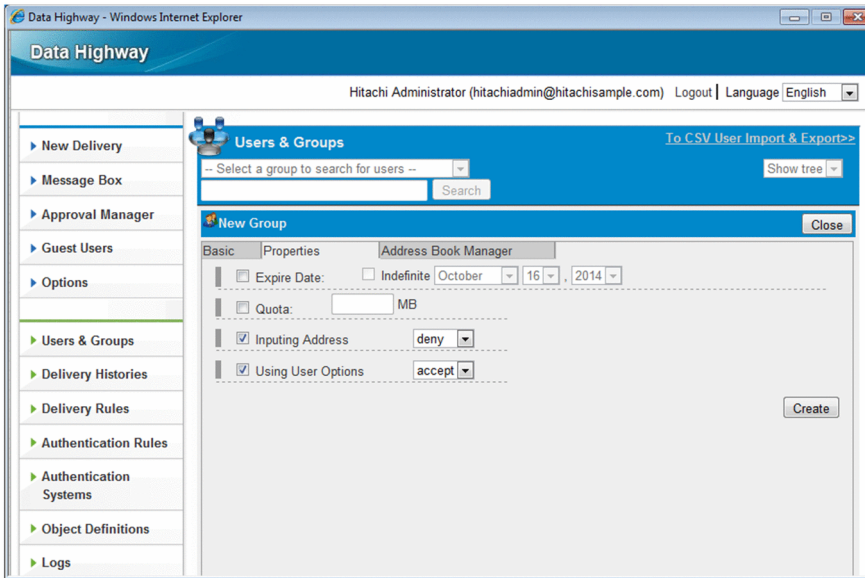 Data Highway - Windows Internet Explorer
Data Highway
Hitachi Administrator (hitachiadmin@hitachisample.com) Logout Language English
New Delivery
Message Box
Approval Manager
Guest Users
Options
Users & Groups
Delivery Histories
Delivery Rules
Authentication Rules
Authentication
Systems
Object Definitions
Logs
Users & Groups To CSV User Import & Export>>
-- Select a group to search for users -- Show tree
Search
New Group Close
Basic Properties Address Book Manager
Expire Date: Indefinite October 16 , 2014
Quota: MB
Inputing Address deny
Using User Options accept
Create